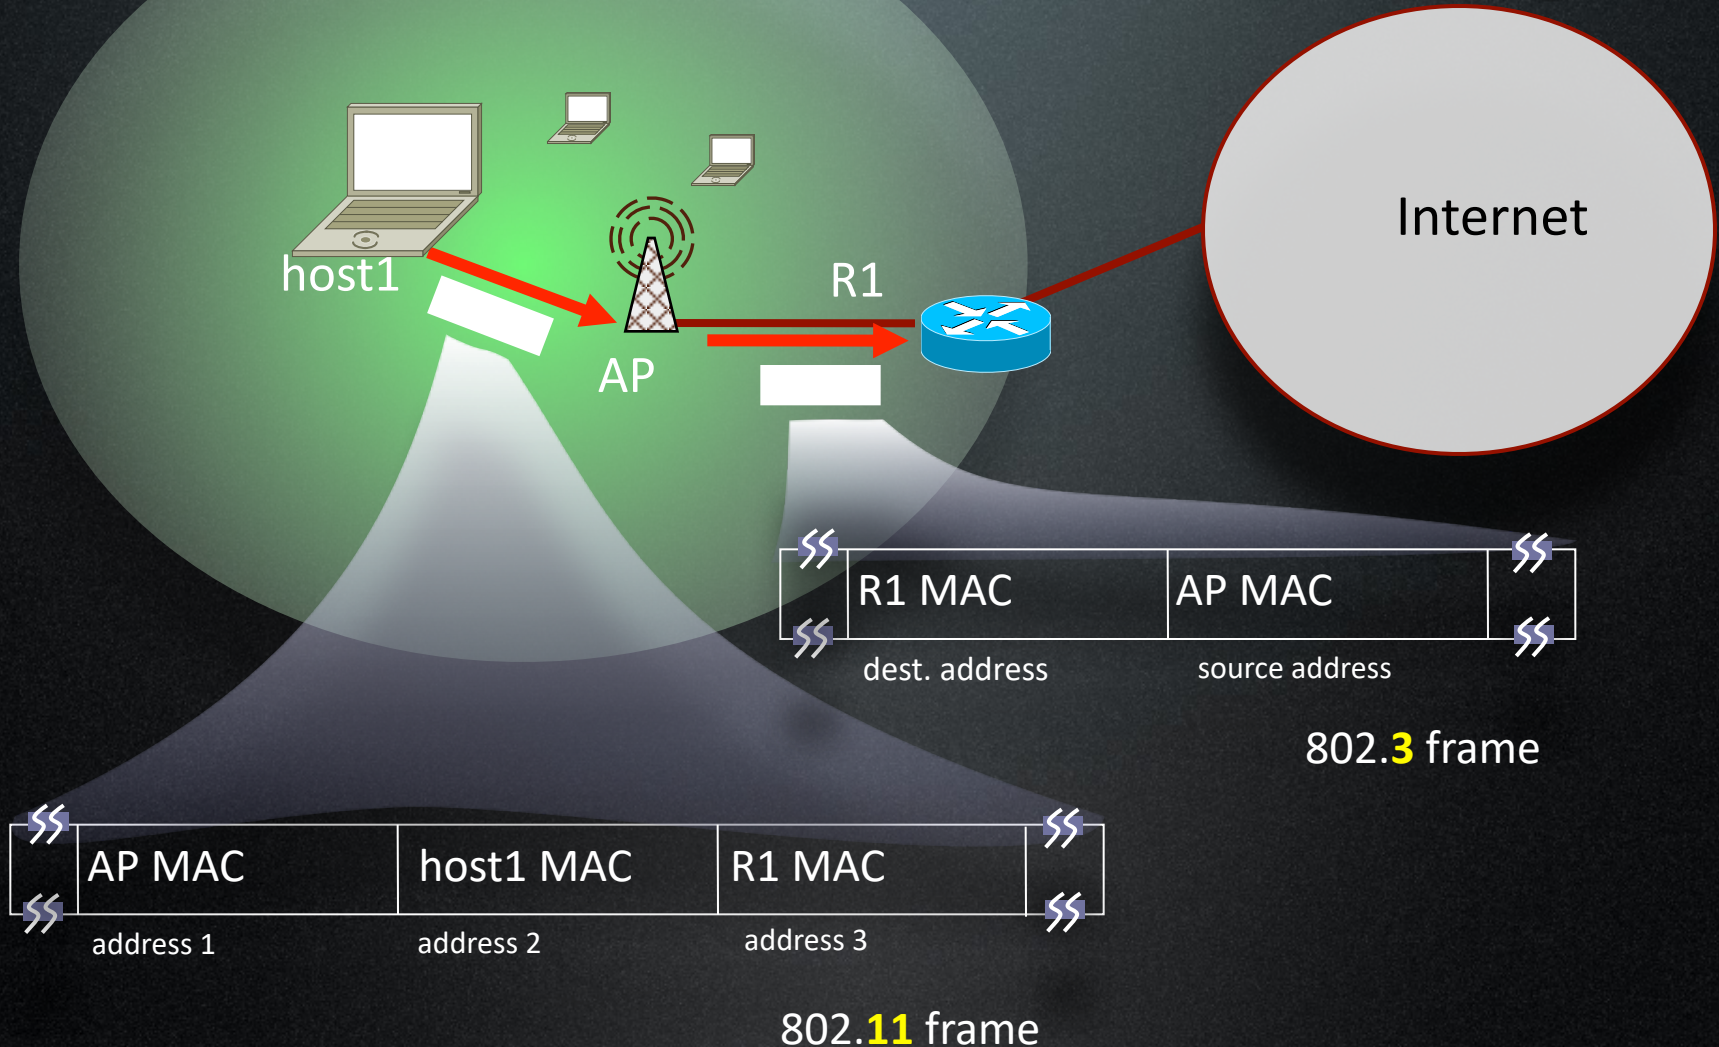 Internet
host1
R1
AP
R1 MAC AP MAC
dest. address source address
802.3 frame
AP MAC host1 MAC R1 MAC
address 1 address 2 address 3
802.11 frame